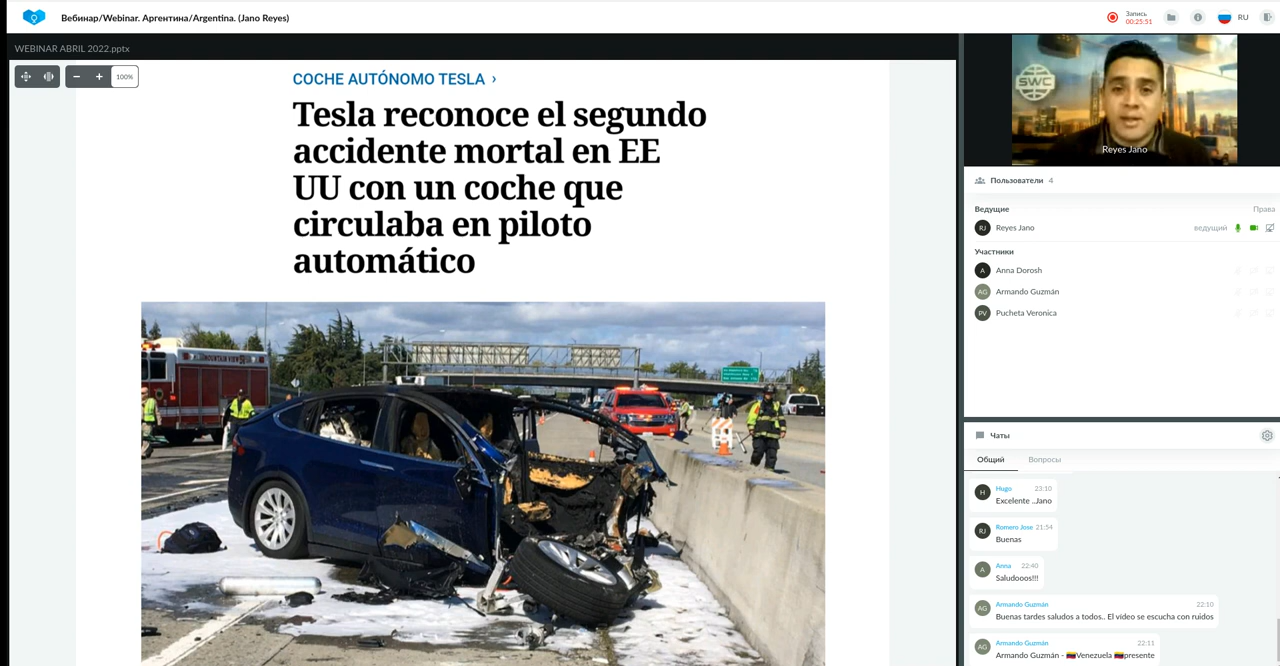 Вебинар/Webinar. Аргентина/Argentina. (Jano Reyes)
Запись
00:25:51
RU
WEBINAR ABRIL 2022.pptx
100%
COCHE AUTÓNOMO TESLA ›
Tesla reconoce el segundo
accidente mortal en EE
UU con un coche que
circulaba en piloto
automático
SWC
Reyes Jano
Пользователи 4
Ведущие Права
RJ Reyes Jano ведущий
Участники
A Anna Dorosh
AG Armando Guzmán
PV Pucheta Veronica
Чаты
Общий Вопросы
H Hugo 23:10
Excelente ..Jano
RJ Romero Jose 21:54
Buenas
A Anna 22:40
Saludooos!!!
AG Armando Guzmán 22:10
Buenas tardes saludos a todos.. El video se escucha con ruidos
AG Armando Guzmán 22:11
Armando Guzmán - 🇻🇪Venezuela 🇻🇪presente